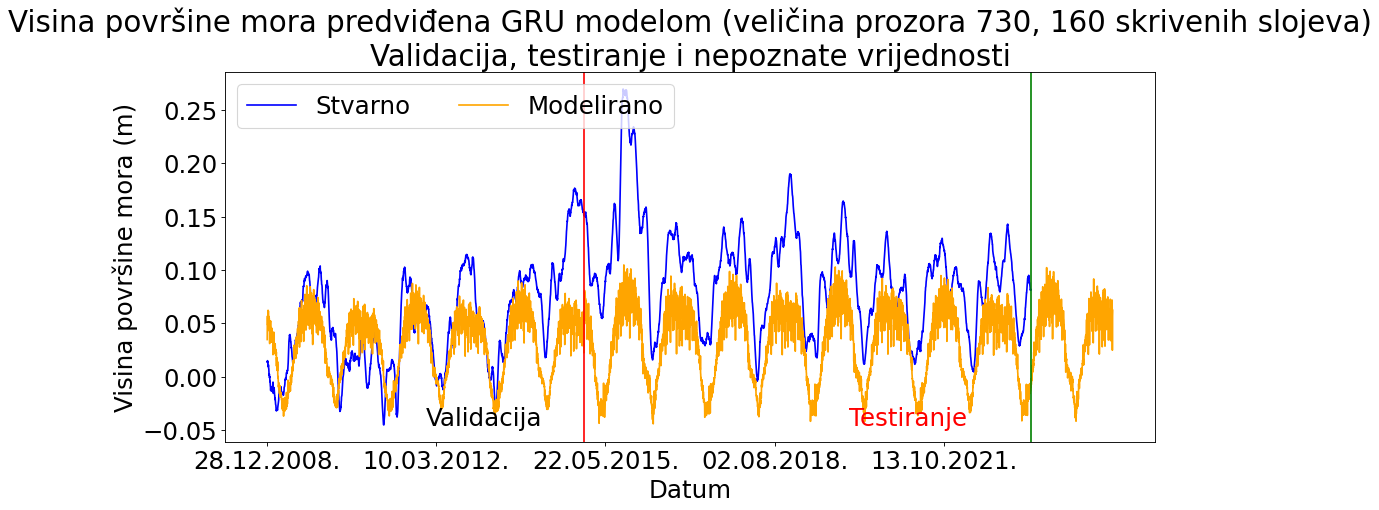 Visina površine mora predviđena GRU modelom (veličina prozora 730, 160 skrivenih slojeva)
Validacija, testiranje i nepoznate vrijednosti
Stvarno
Modelirano
Visina površine mora (m)
0.25
0.20
0.15
0.10
0.05
0.00
−0.05
Validacija
Testiranje
28.12.2008.
10.03.2012.
22.05.2015.
02.08.2018.
13.10.2021.
Datum